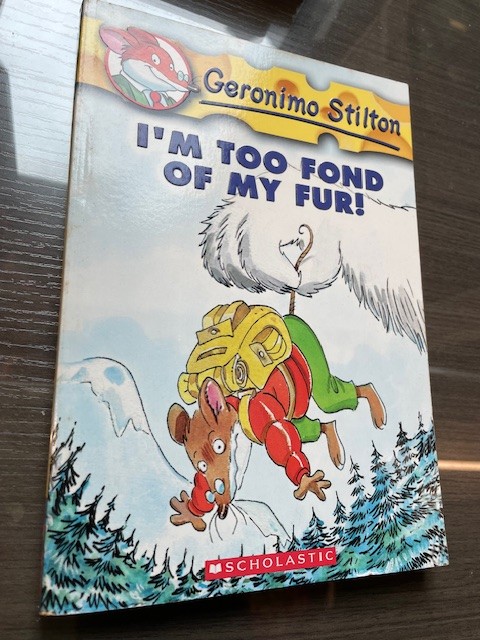 Geronimo Stilton
I'M TOO FOND
OF MY FUR!
SCHOLASTIC